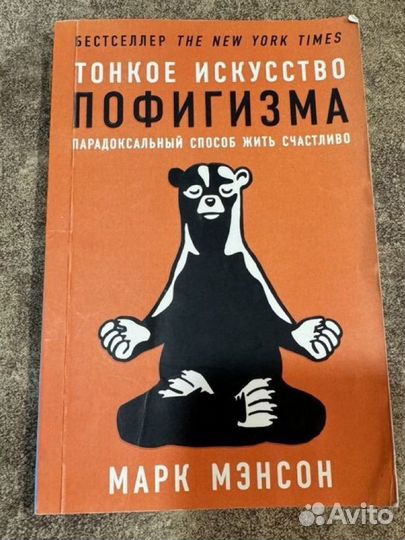 БЕСТСЕЛЛЕР THE NEW YORK TIMES
ТОНКОЕ ИСКУССТВО
ПОФИГИЗМА
ПАРАДОКСАЛЬНЫЙ СПОСОБ ЖИТЬ СЧАСТЛИВО
МАРК МЭНСОН
Avito